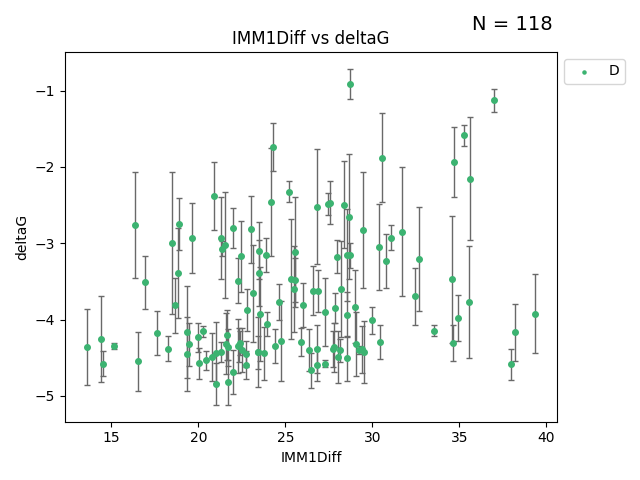 N = 118
IMM1Diff vs deltaG
D
deltaG
−1
−2
−3
−4
−5
15 20 25 30 35 40
IMM1Diff